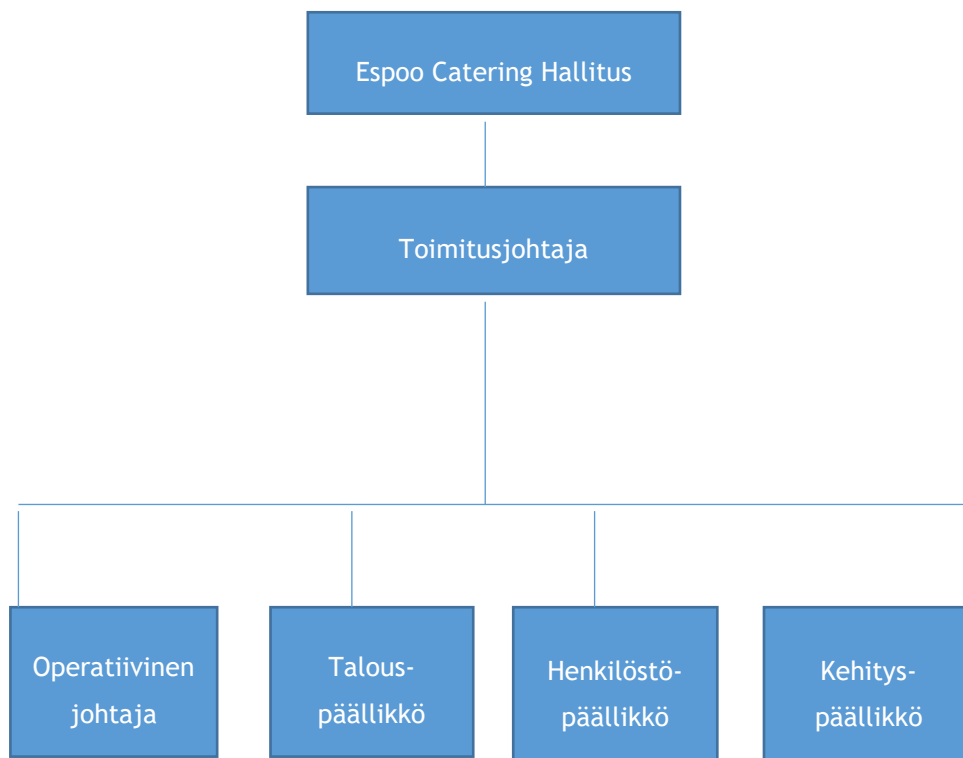 Espoo Catering Hallitus
Toimitusjohtaja
Operatiivinen
johtaja
Talous-
päällikkö
Henkilöstö-
päällikkö
Kehitys-
päällikkö